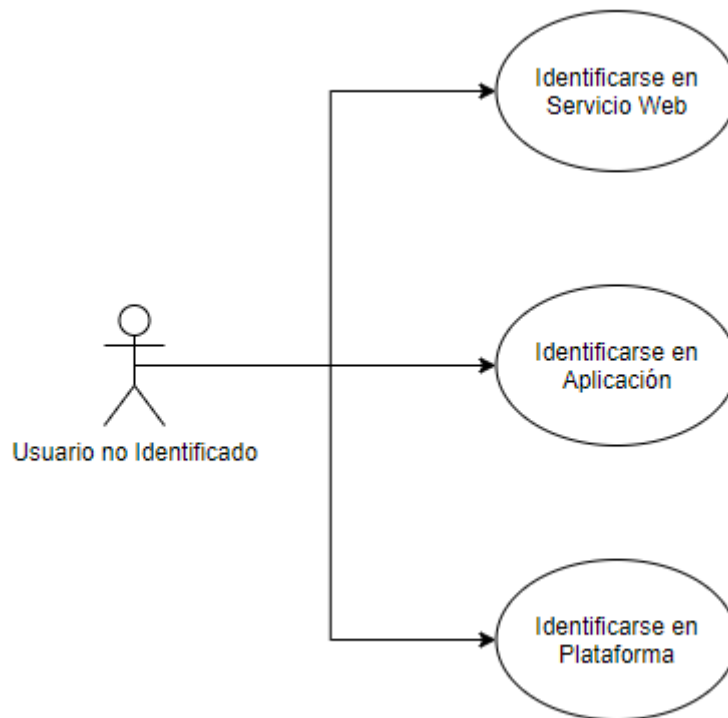 Identificarse en
Servicio Web
Identificarse en
Aplicación
Usuario no Identificado
Identificarse en
Plataforma